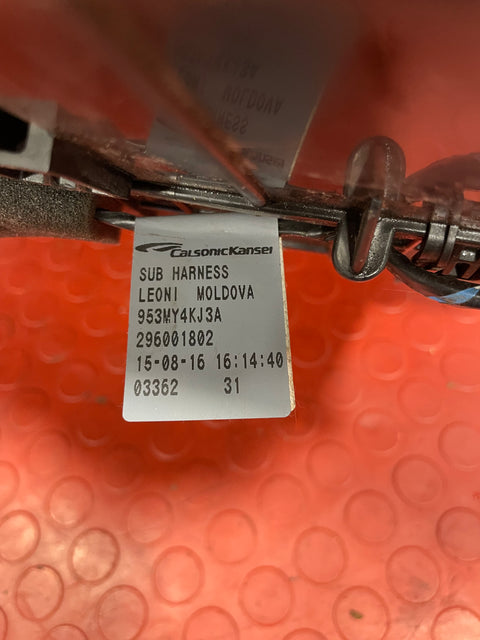 CalsonicKansei
SUB HARNESS
LEONI MOLDOVA
953MY4KJ3A
296001802
15-08-16 16:14:40
03362 31